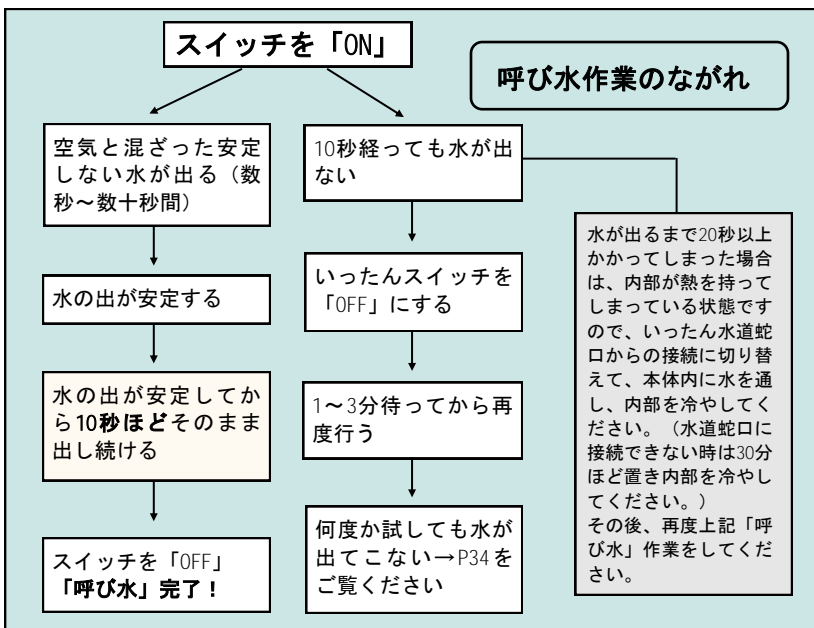 スイッチを「ON」
呼び水作業のながれ
空気と混ざった安定
しない水が出る（数
秒～数十秒間）
水の出が安定する
水の出が安定してか
ら10秒ほどそのまま
出し続ける
スイッチを「OFF」
「呼び水」完了！
10秒経っても水が出
ない
いったんスイッチを
「OFF」にする
1～3分待ってから再
度行う
何度か試しても水が
出てこない→P34を
ご覧ください
水が出るまで20秒以上
かかってしまった場合
は、内部が熱を持って
しまっている状態です
ので、いったん水道蛇
口からの接続に切り替
えて、本体内に水を通
し、内部を冷やしてく
ださい。（水道蛇口に
接続できない時は30分
ほど置き内部を冷やし
てください。）
その後、再度上記「呼
び水」作業をしてくだ
さい。